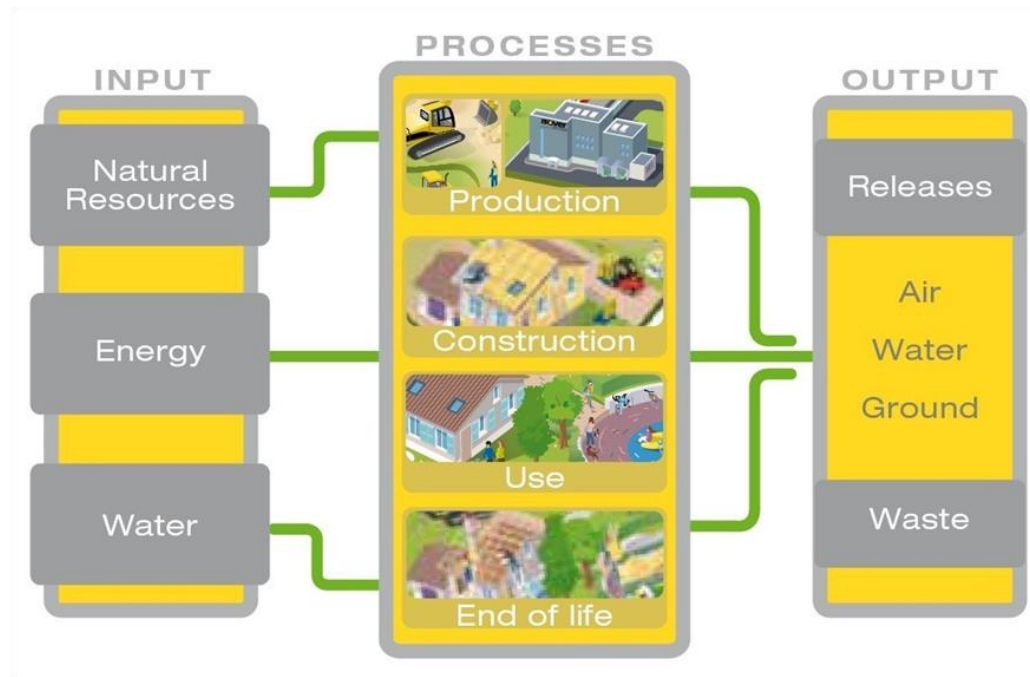 PROCESSES
INPUT
OUTPUT
Natural
Resources
Energy
Water
Production
Construction
Use
End of life
Releases
Air
Water
Ground
Waste